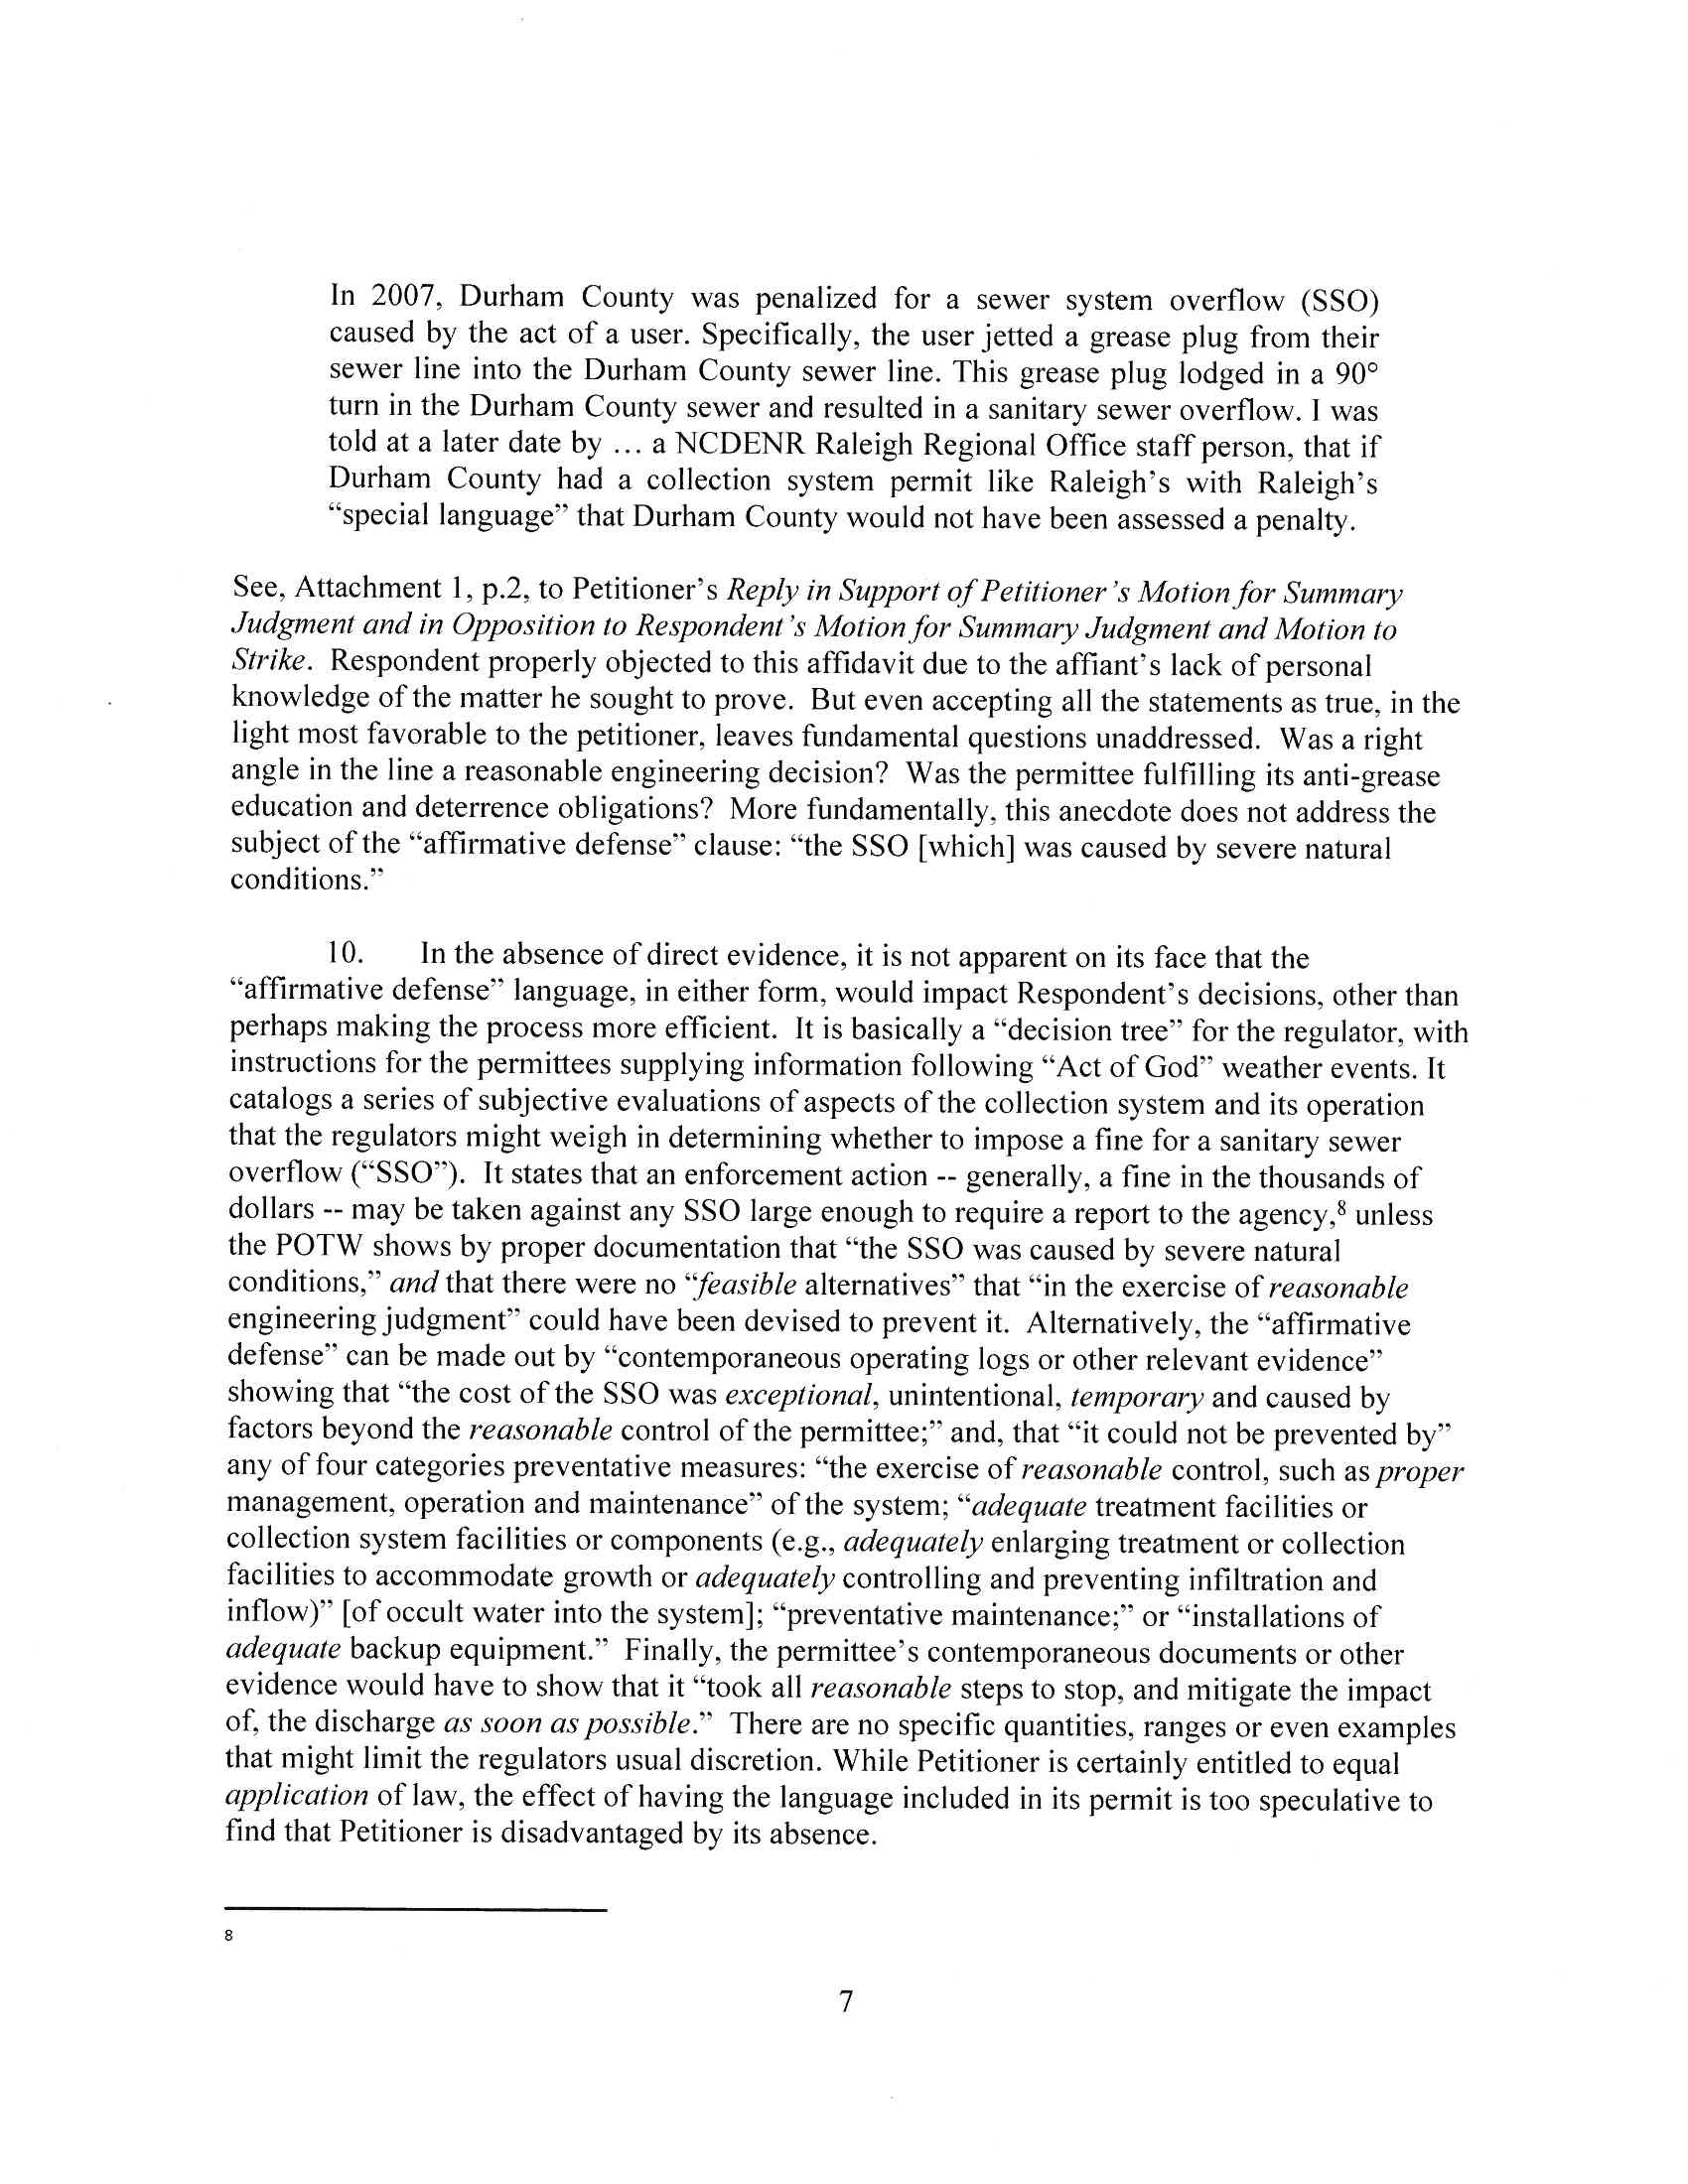 In 2007, Durham County was penalized for a sewer system overflow (SSO)
caused by the act of a user. Specifically, the user jetted a grease plug from their
sewer line into the Durham County sewer line. This grease plug lodged in a 90°
turn in the Durham County sewer and resulted in a sanitary sewer overflow. I was
told at a later date by ... a NCDENR Raleigh Regional Office staff person, that if
Durham County had a collection system permit like Raleigh's with Raleigh's
“special language” that Durham County would not have been assessed a penalty.
See, Attachment 1, p.2, to Petitioner's Reply in Support of Petitioner's Motion for Summary
Judgment and in Opposition to Respondent's Motion for Summary Judgment and Motion to
Strike. Respondent properly objected to this affidavit due to the affiant's lack of personal
knowledge of the matter he sought to prove. But even accepting all the statements as true, in the
light most favorable to the petitioner, leaves fundamental questions unaddressed. Was a right
angle in the line a reasonable engineering decision? Was the permittee fulfilling its anti-grease
education and deterrence obligations? More fundamentally, this anecdote does not address the
subject of the “affirmative defense” clause: “the SSO [which] was caused by severe natural
conditions.”
10. In the absence of direct evidence, it is not apparent on its face that the
“affirmative defense” language, in either form, would impact Respondent's decisions, other than
perhaps making the process more efficient. It is basically a “decision tree” for the regulator, with
instructions for the permittees supplying information following “Act of God” weather events. It
catalogs a series of subjective evaluations of aspects of the collection system and its operation
that the regulators might weigh in determining whether to impose a fine for a sanitary sewer
overflow (“SSO”). It states that an enforcement action -- generally, a fine in the thousands of
dollars -- may be taken against any SSO large enough to require a report to the agency,⁸ unless
the POTW shows by proper documentation that “the SSO was caused by severe natural
conditions,” and that there were no “feasible alternatives” that “in the exercise of reasonable
engineering judgment” could have been devised to prevent it. Alternatively, the “affirmative
defense” can be made out by “contemporaneous operating logs or other relevant evidence”
showing that “the cost of the SSO was exceptional, unintentional, temporary and caused by
factors beyond the reasonable control of the permittee;” and, that “it could not be prevented by”
any of four categories preventative measures: “the exercise of reasonable control, such as proper
management, operation and maintenance” of the system; “adequate treatment facilities or
collection system facilities or components (e.g., adequately enlarging treatment or collection
facilities to accommodate growth or adequately controlling and preventing infiltration and
inflow)” [of occult water into the system]; “preventative maintenance;” or “installations of
adequate backup equipment.” Finally, the permittee's contemporaneous documents or other
evidence would have to show that it “took all reasonable steps to stop, and mitigate the impact
of, the discharge as soon as possible.” There are no specific quantities, ranges or even examples
that might limit the regulators usual discretion. While Petitioner is certainly entitled to equal
application of law, the effect of having the language included in its permit is too speculative to
find that Petitioner is disadvantaged by its absence.
8
7